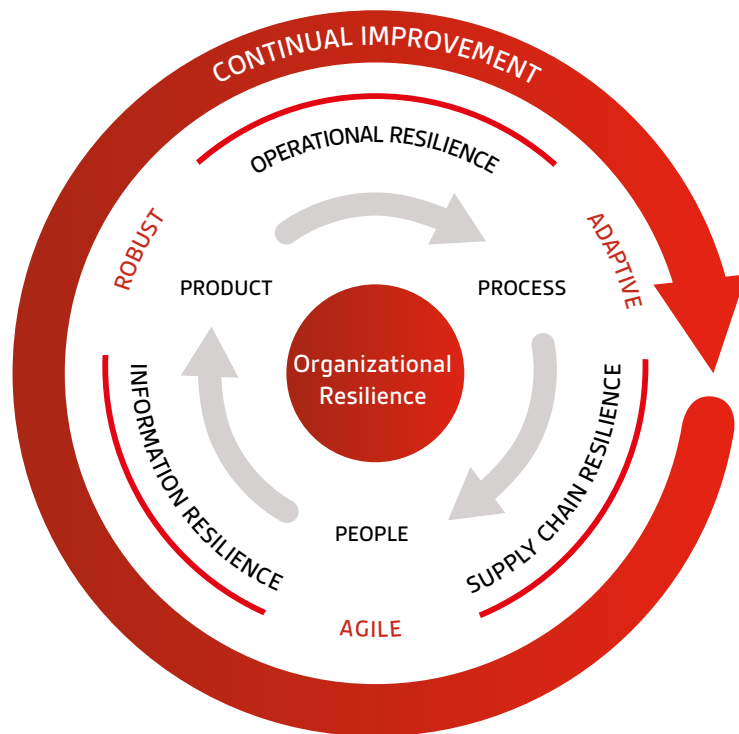 CONTINUAL IMPROVEMENT
OPERATIONAL RESILIENCE
ROBUST
ADAPTIVE
PRODUCT
PROCESS
Organizational
Resilience
INFORMATION RESILIENCE
SUPPLY CHAIN RESILIENCE
PEOPLE
AGILE